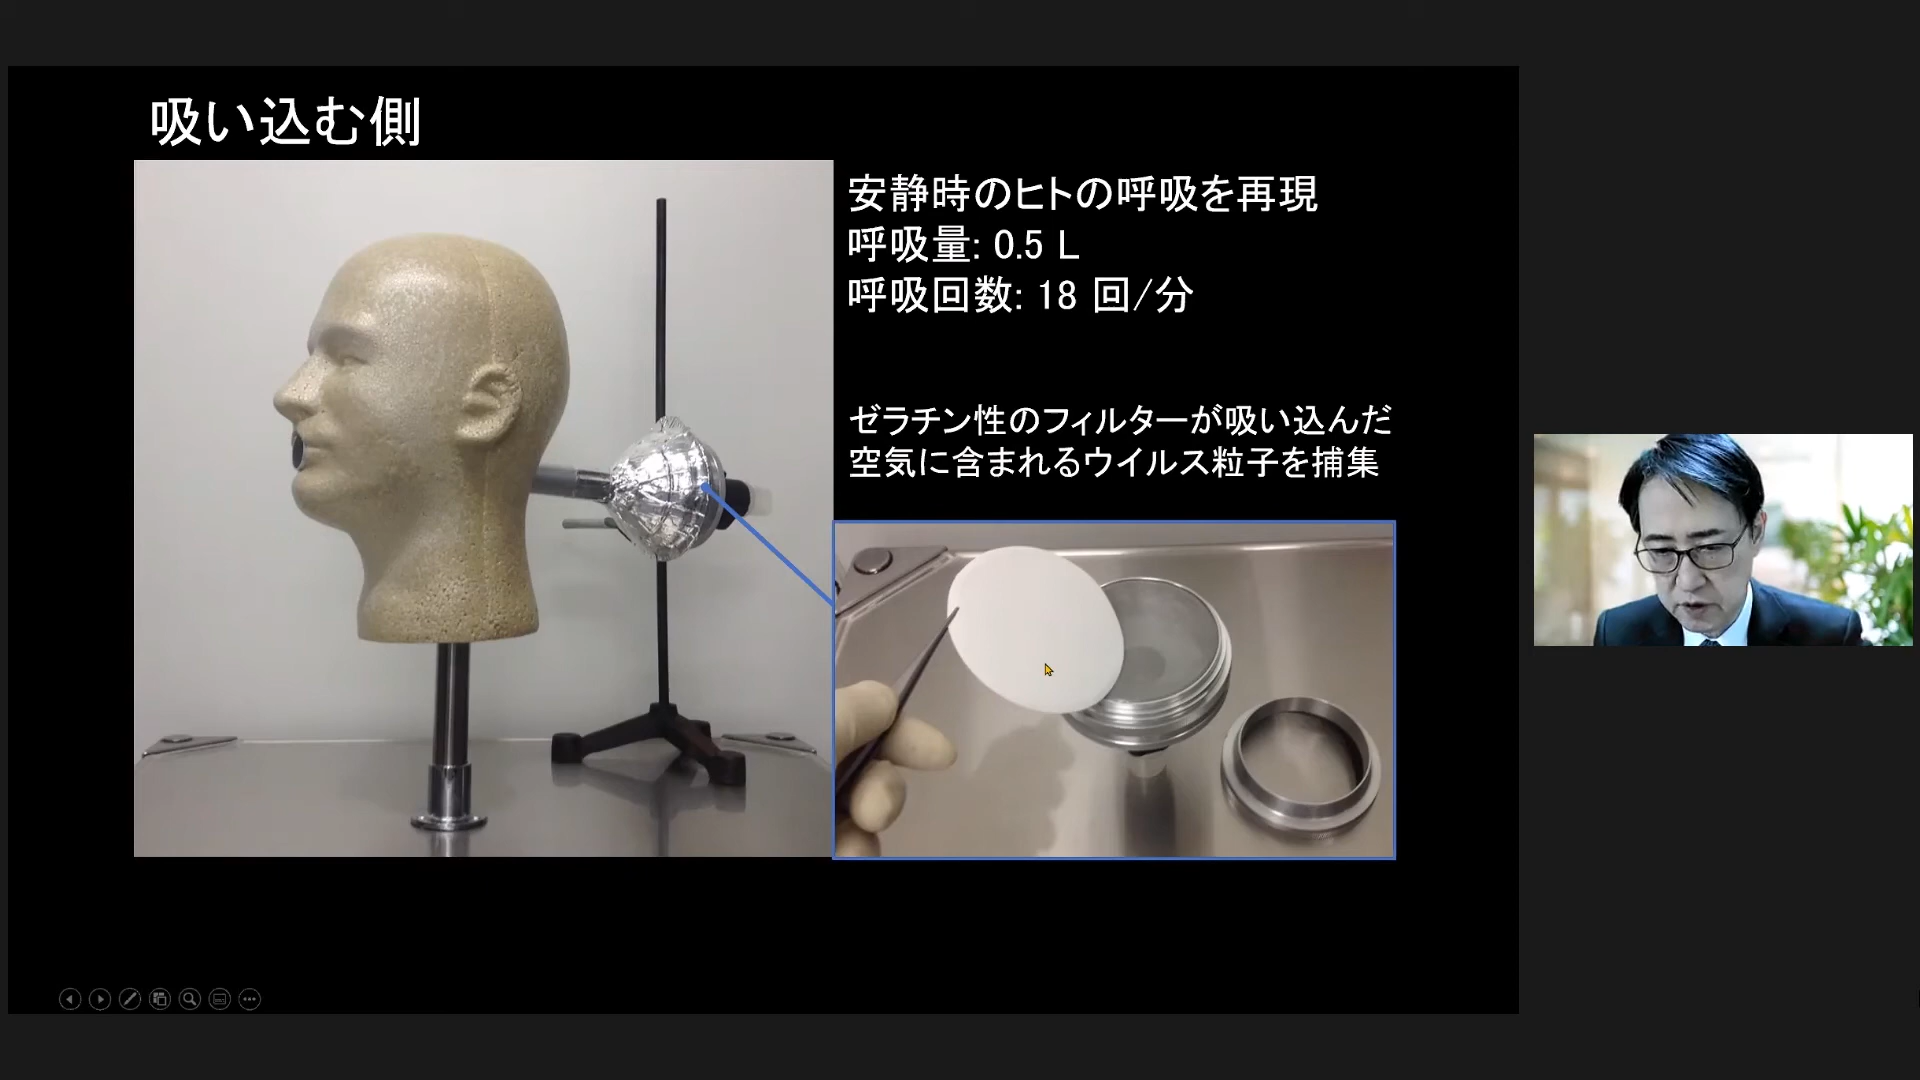 吸い込む側
安静時のヒトの呼吸を再現
呼吸量: 0.5 L
呼吸回数: 18 回/分
ゼラチン性のフィルターが吸い込んだ
空気に含まれるウイルス粒子を捕集